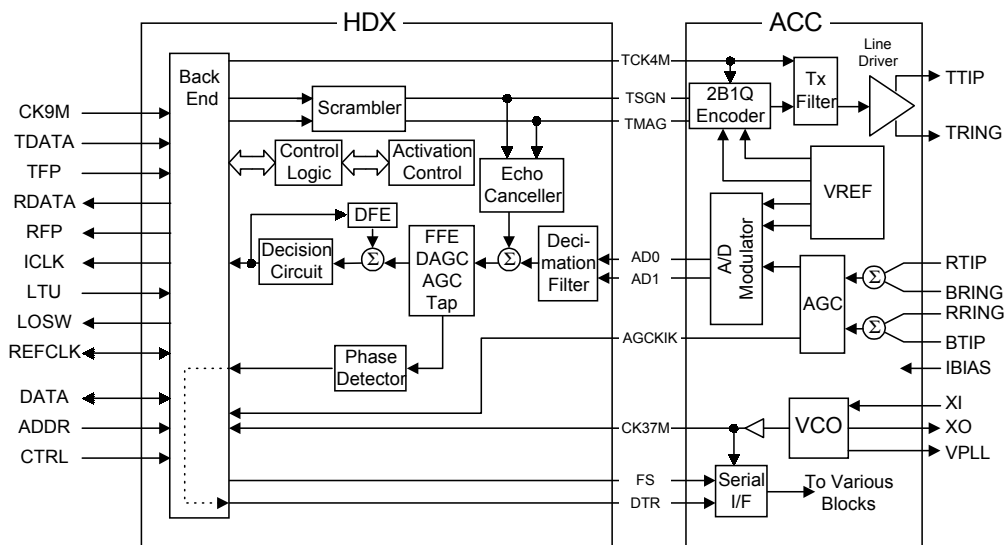 HDX
ACC
Back
End
CK9M
TDATA
TFP
RDATA
RFP
ICLK
LTU
LOSW
REFCLK
DATA
ADDR
CTRL
Scrambler
Control
Logic
Activation
Control
Echo
Canceller
DFE
Decision
Circuit
Σ
FFE
DAGC
AGC
Tap
Σ
Deci-
mation
Filter
Phase
Detector
TCK4M
TSGN
TMAG
AD0
AD1
AGCKIK
CK37M
FS
DTR
2B1Q
Encoder
Tx
Filter
Line
Driver
VREF
A/D
Modulator
AGC
Σ
Σ
VCO
Serial
I/F
To Various
Blocks
TTIP
TRING
RTIP
BRING
RRING
BTIP
IBIAS
XI
XO
VPLL